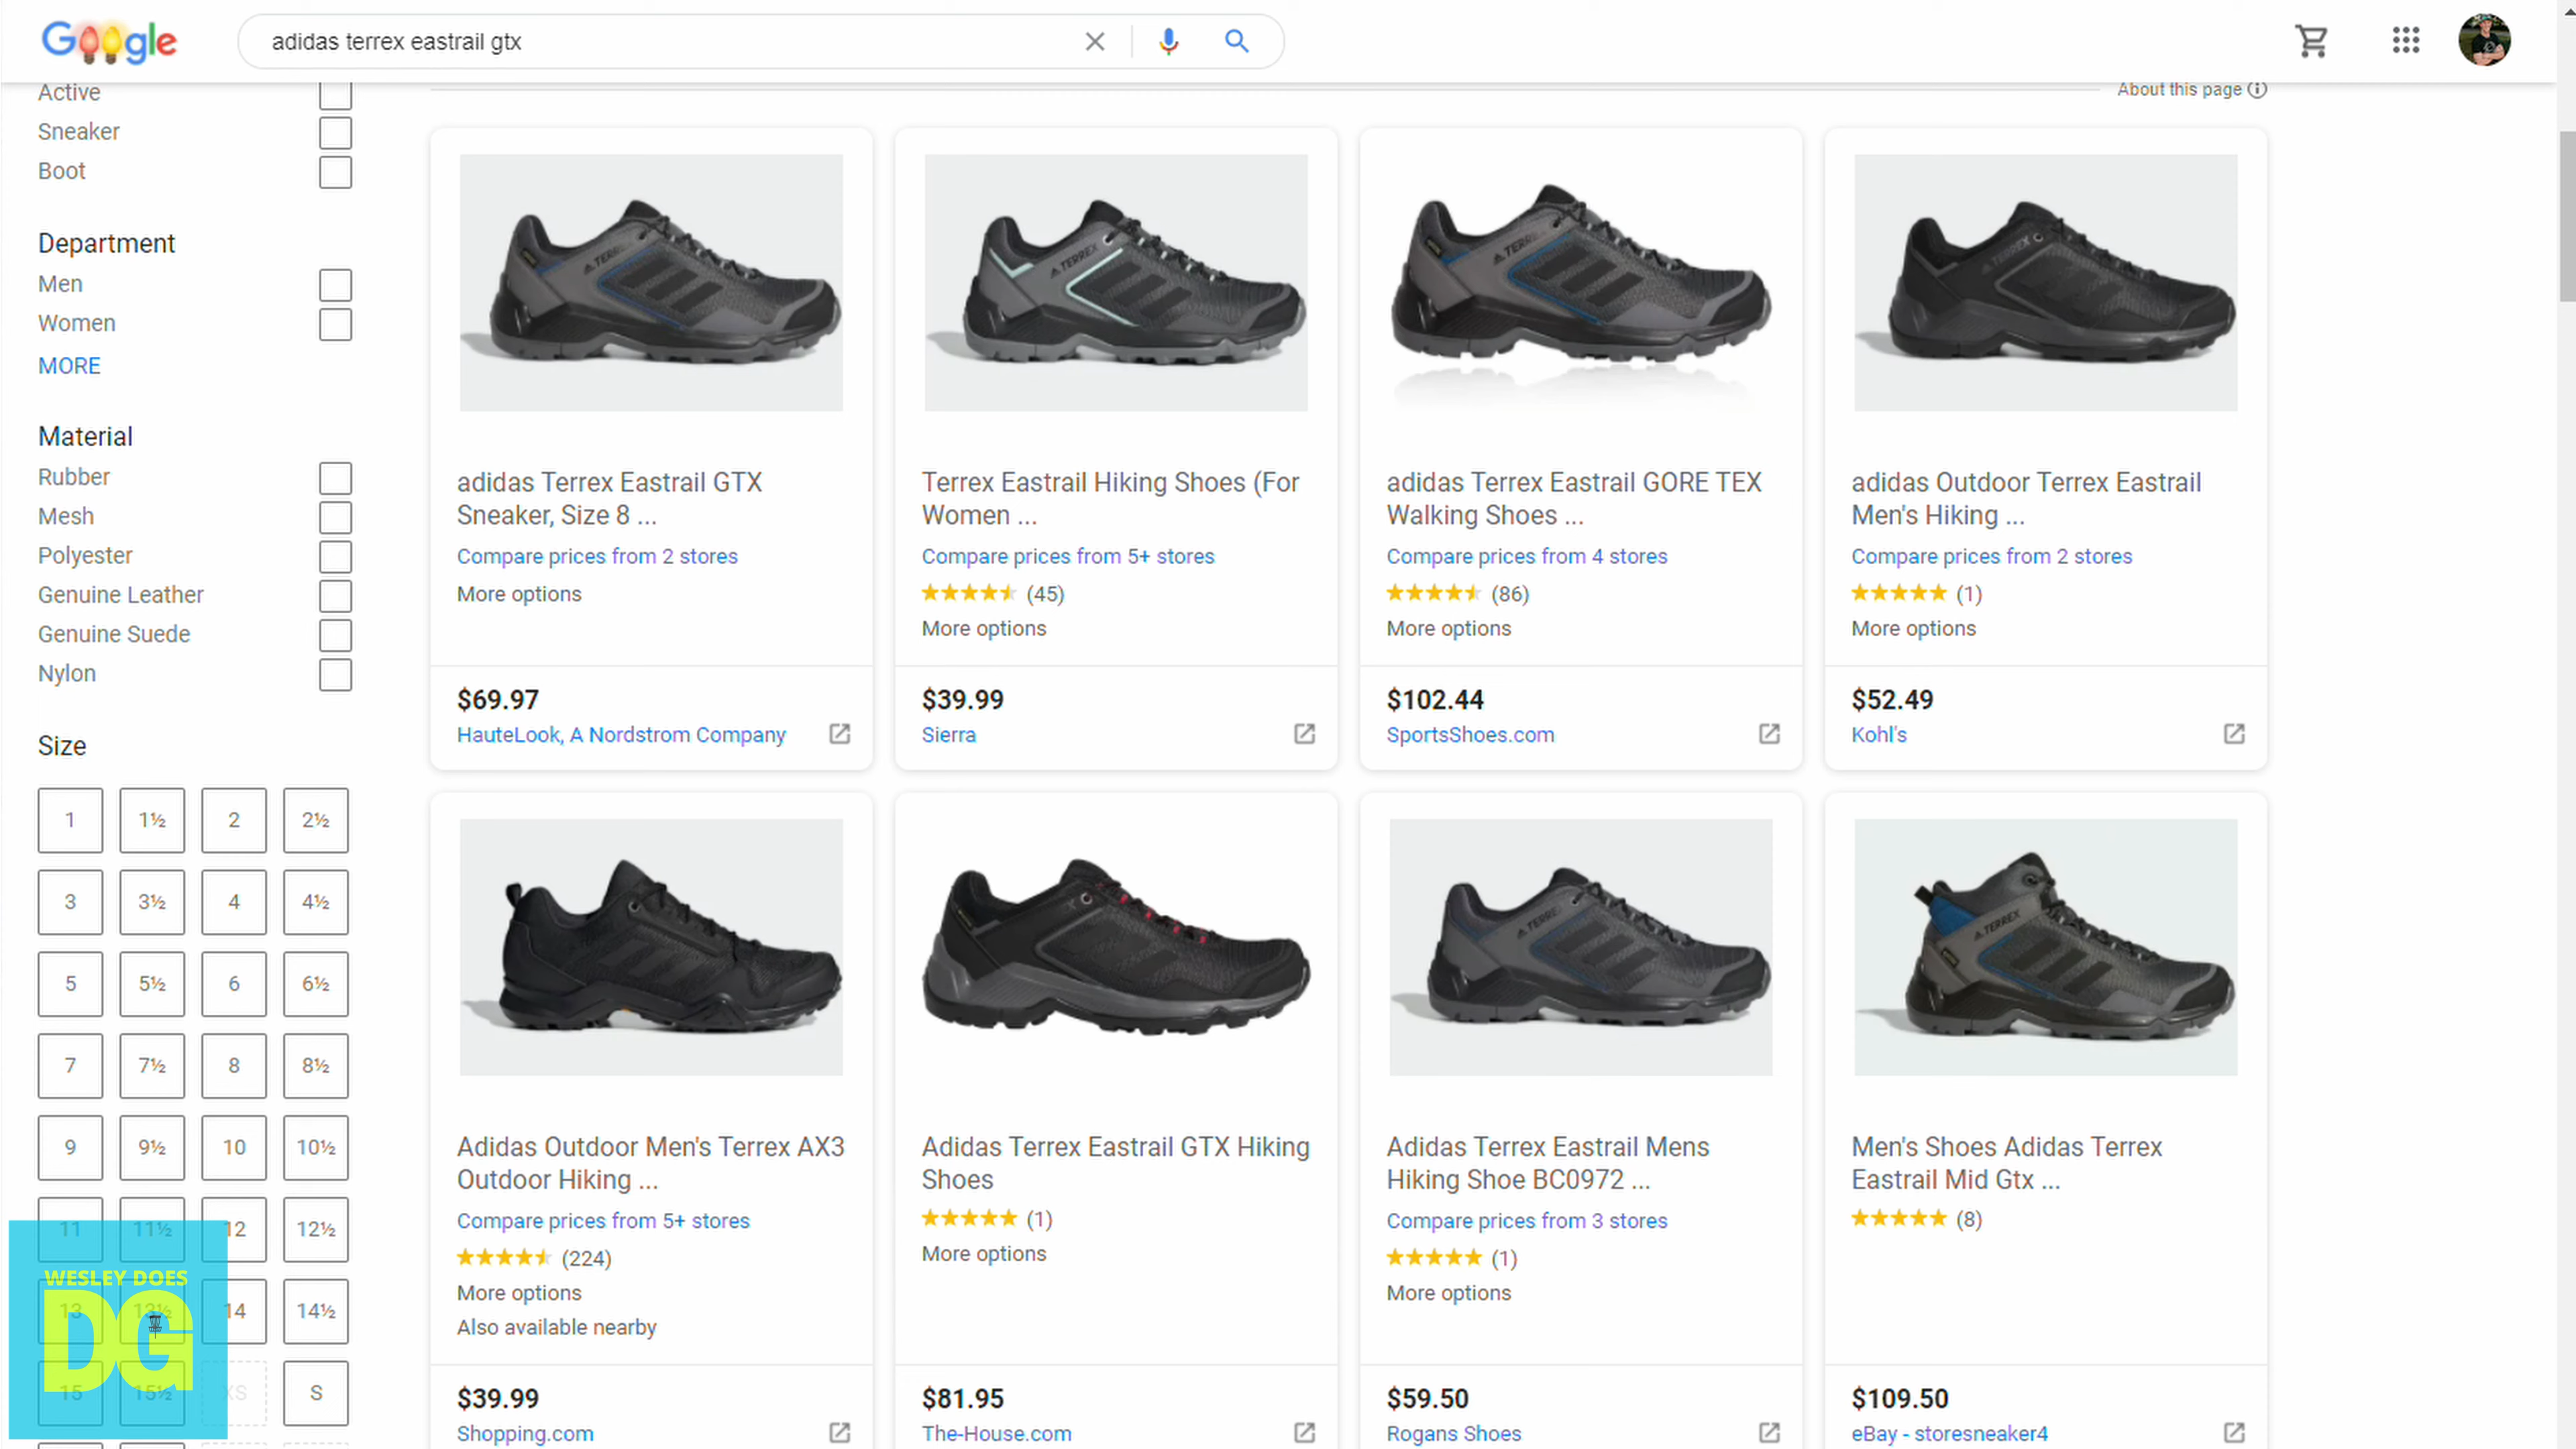 Google
adidas terrex eastrail gtx
About this page
Active
Sneaker
Boot
Department
Men
Women
MORE
Material
Rubber
Mesh
Polyester
Genuine Leather
Genuine Suede
Nylon
Size
1 1½ 2 2½
3 3½ 4 4½
5 5½ 6 6½
7 7½ 8 8½
9 9½ 10 10½
11 11½ 12 12½
13 13½ 14 14½
15 15½ XS S
WESLEY DOES
DG
adidas Terrex Eastrail GTX
Sneaker, Size 8 ...
Compare prices from 2 stores
More options
$69.97
HauteLook, A Nordstrom Company
Terrex Eastrail Hiking Shoes (For
Women ...
Compare prices from 5+ stores
(45)
More options
$39.99
Sierra
adidas Terrex Eastrail GORE TEX
Walking Shoes ...
Compare prices from 4 stores
(86)
More options
$102.44
SportsShoes.com
adidas Outdoor Terrex Eastrail
Men's Hiking ...
Compare prices from 2 stores
(1)
More options
$52.49
Kohl's
Adidas Outdoor Men's Terrex AX3
Outdoor Hiking ...
Compare prices from 5+ stores
(224)
More options
Also available nearby
$39.99
Shopping.com
Adidas Terrex Eastrail GTX Hiking
Shoes
(1)
More options
$81.95
The-House.com
Adidas Terrex Eastrail Mens
Hiking Shoe BC0972 ...
Compare prices from 3 stores
(1)
More options
$59.50
Rogans Shoes
Men's Shoes Adidas Terrex
Eastrail Mid Gtx ...
(8)
$109.50
eBay - storesneaker4